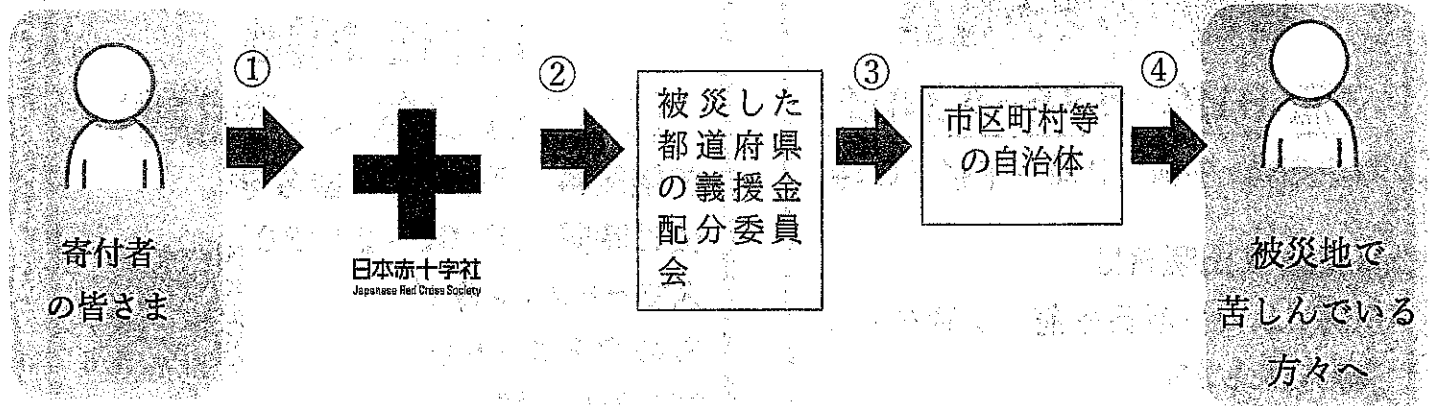 寄付者
の皆さま
①
日本赤十字社
Japanese Red Cross Society
②
被災した
都道府県
の義援金
配分委員
会
③
市区町村等
の自治体
④
被災地で
苦しんでいる
方々へ